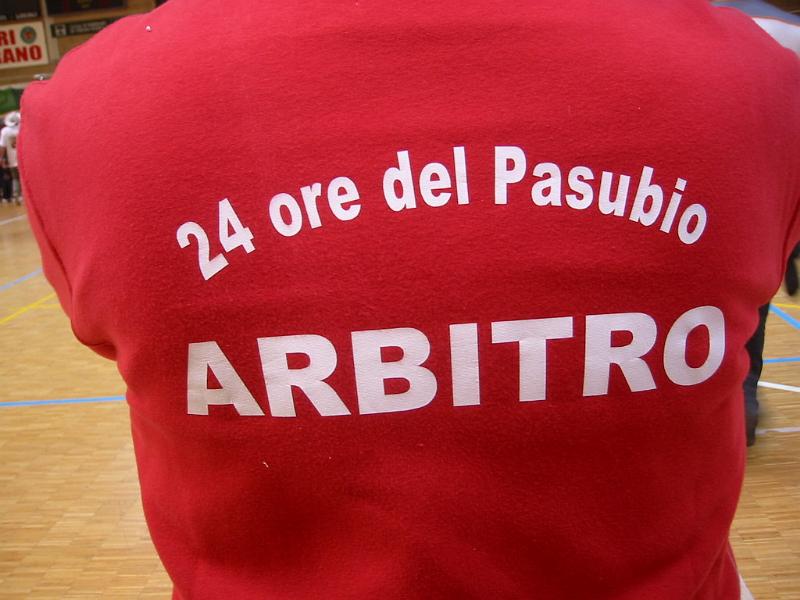 24 ore del Pasubio
ARBITRO